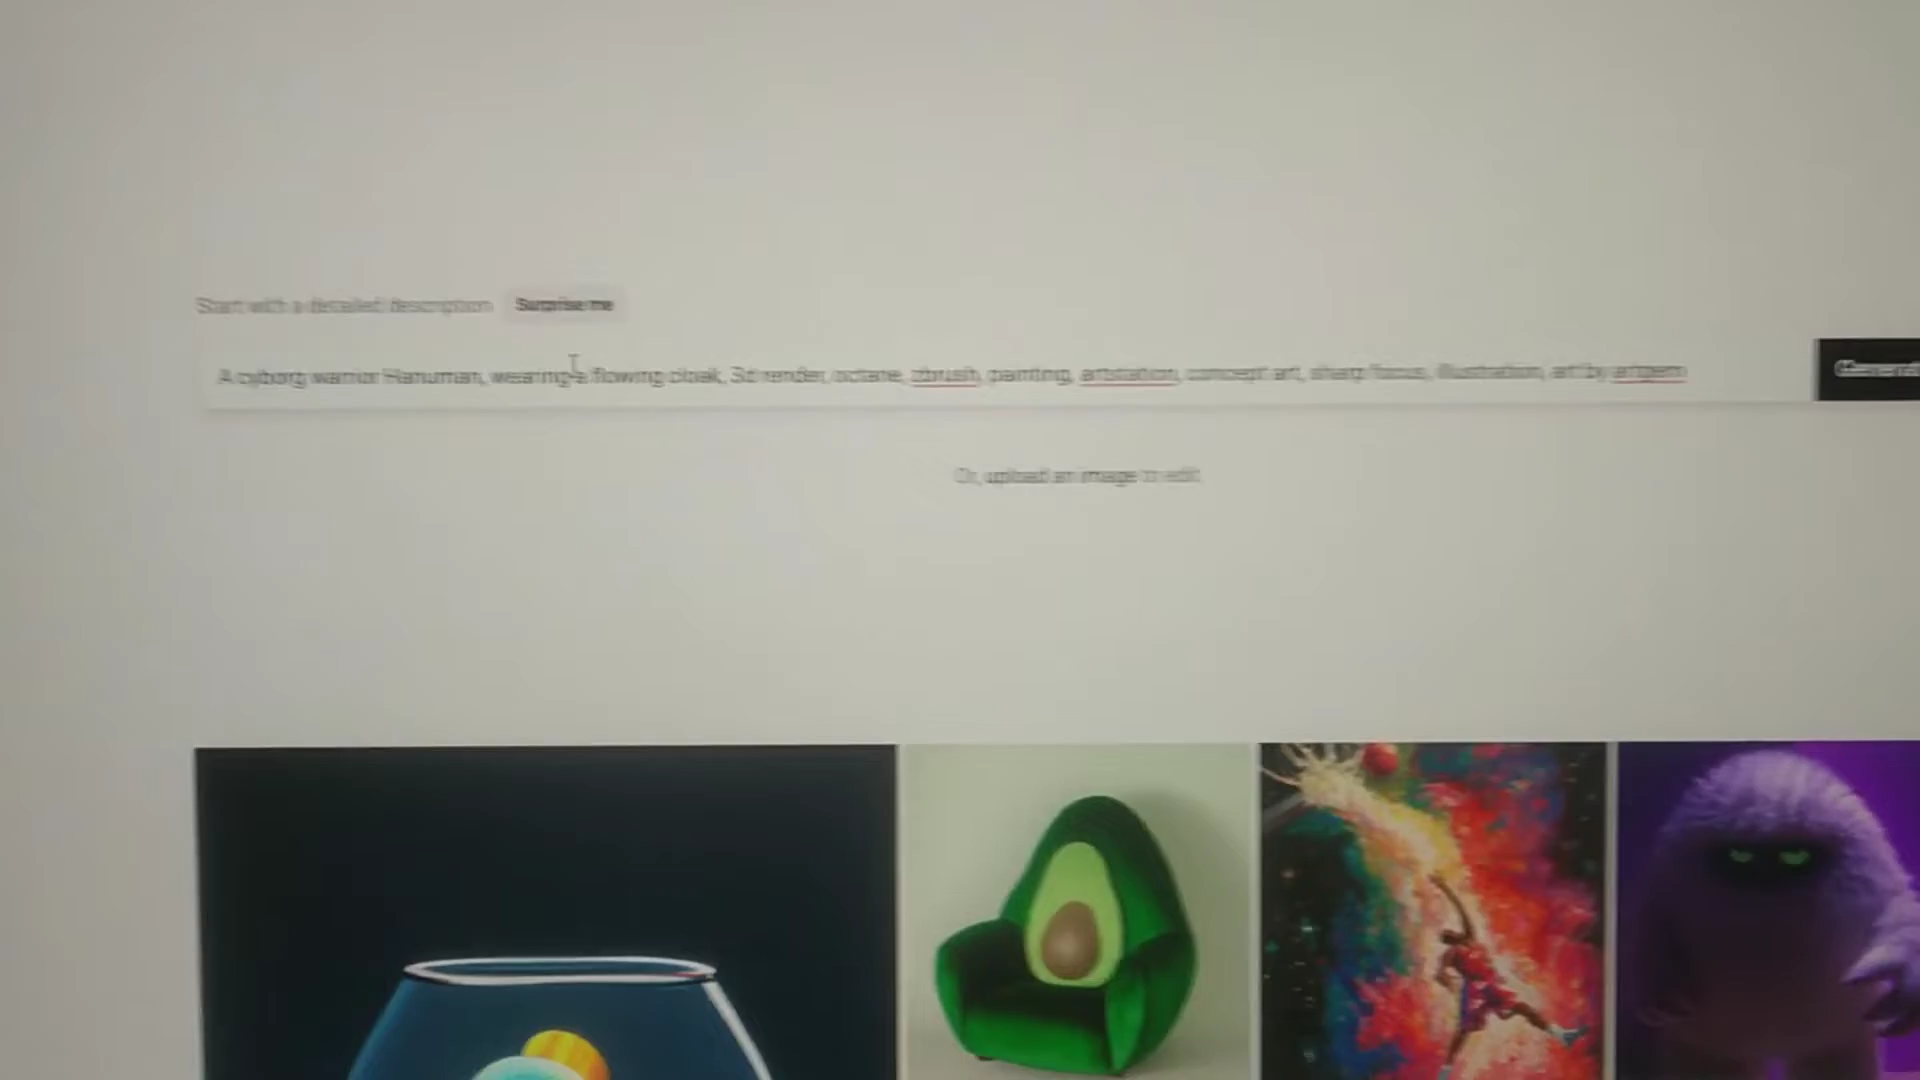 Start with a detailed description Surprise me
A cyborg warrior Hanuman, wearing a flowing cloak, 3d render, octane, zbrush, painting, artstation, concept art, sharp focus, illustration, art by artgerm
Or, upload an image to edit